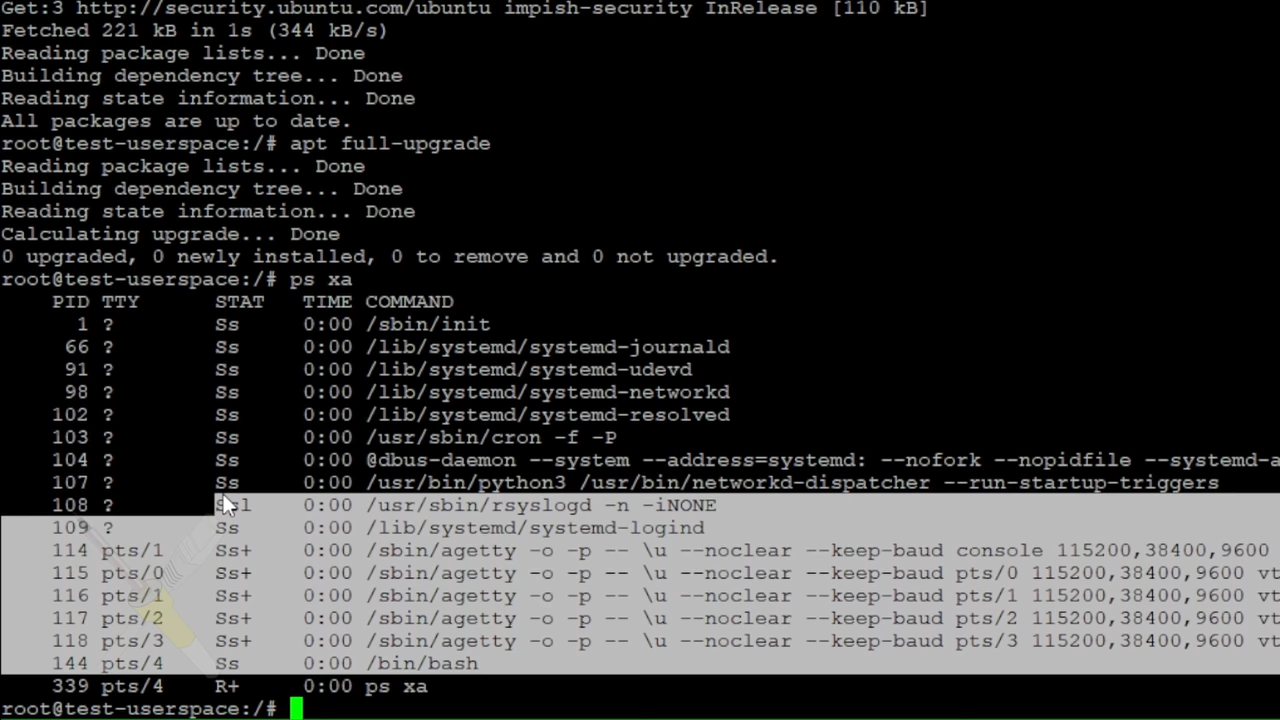 Get:3 http://security.ubuntu.com/ubuntu impish-security InRelease [110 kB]
Fetched 221 kB in 1s (344 kB/s)
Reading package lists... Done
Building dependency tree... Done
Reading state information... Done
All packages are up to date.
root@test-userspace:/# apt full-upgrade
Reading package lists... Done
Building dependency tree... Done
Reading state information... Done
Calculating upgrade... Done
0 upgraded, 0 newly installed, 0 to remove and 0 not upgraded.
root@test-userspace:/# ps xa
PID TTY STAT TIME COMMAND
1 ? Ss 0:00 /sbin/init
66 ? Ss 0:00 /lib/systemd/systemd-journald
91 ? Ss 0:00 /lib/systemd/systemd-udevd
98 ? Ss 0:00 /lib/systemd/systemd-networkd
102 ? Ss 0:00 /lib/systemd/systemd-resolved
103 ? Ss 0:00 /usr/sbin/cron -f -P
104 ? Ss 0:00 @dbus-daemon --system --address=systemd: --nofork --nopidfile --systemd-a
107 ? Ss 0:00 /usr/bin/python3 /usr/bin/networkd-dispatcher --run-startup-triggers
108 ? Ssl 0:00 /usr/sbin/rsyslogd -n -iNONE
109 ? Ss 0:00 /lib/systemd/systemd-logind
114 pts/1 Ss+ 0:00 /sbin/agetty -o -p -- \u --noclear --keep-baud console 115200,38400,9600
115 pts/0 Ss+ 0:00 /sbin/agetty -o -p -- \u --noclear --keep-baud pts/0 115200,38400,9600 vt
116 pts/1 Ss+ 0:00 /sbin/agetty -o -p -- \u --noclear --keep-baud pts/1 115200,38400,9600 vt
117 pts/2 Ss+ 0:00 /sbin/agetty -o -p -- \u --noclear --keep-baud pts/2 115200,38400,9600 vt
118 pts/3 Ss+ 0:00 /sbin/agetty -o -p -- \u --noclear --keep-baud pts/3 115200,38400,9600 vt
144 pts/4 Ss 0:00 /bin/bash
339 pts/4 R+ 0:00 ps xa
root@test-userspace:/#